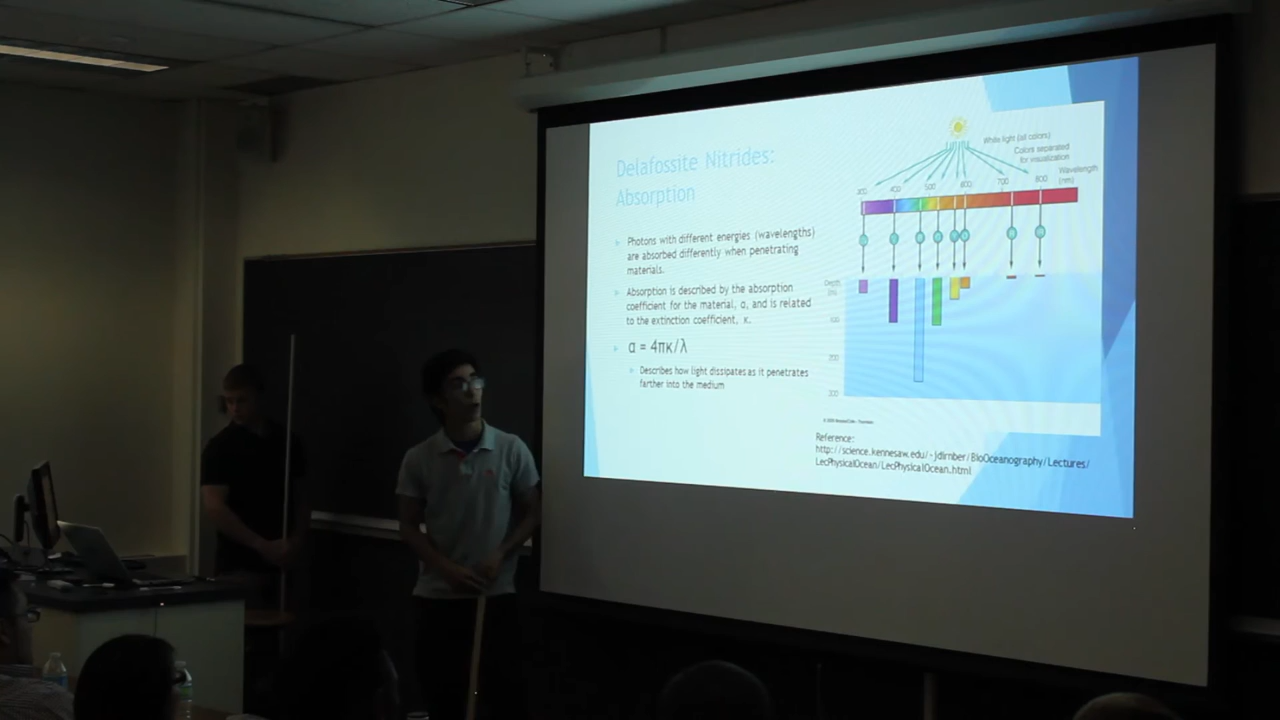 Delafossite Nitrides:
Absorption
Photons with different energies (wavelengths)
are absorbed differently when penetrating
materials.
Absorption is described by the absorption
coefficient for the material, α, and is related
to the extinction coefficient, κ.
α = 4πκ/λ
Describes how light dissipates as it penetrates
farther into the medium
White light (all colors)
Colors separated
for visualization
Wavelength
(nm)
300 400 500 600 700 800
Depth
(m)
100
200
300
Reference:
http://science.kennesaw.edu/~jdirnber/BioOceanography/Lectures/
LecPhysicalOcean/LecPhysicalOcean.html